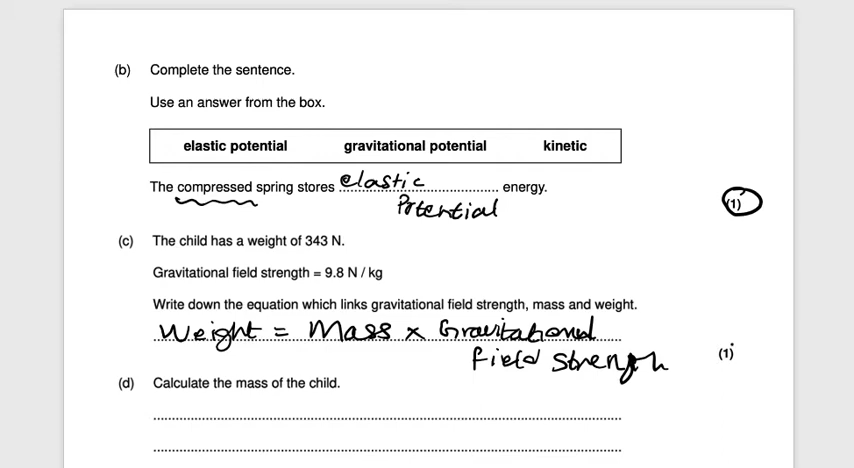 (b) Complete the sentence.
Use an answer from the box.
elastic potential gravitational potential kinetic
The compressed spring stores elastic energy.
Potential
(1)
(c) The child has a weight of 343 N.
Gravitational field strength = 9.8 N / kg
Write down the equation which links gravitational field strength, mass and weight.
Weight = Mass × Gravitational
field strength
(1)
(d) Calculate the mass of the child.